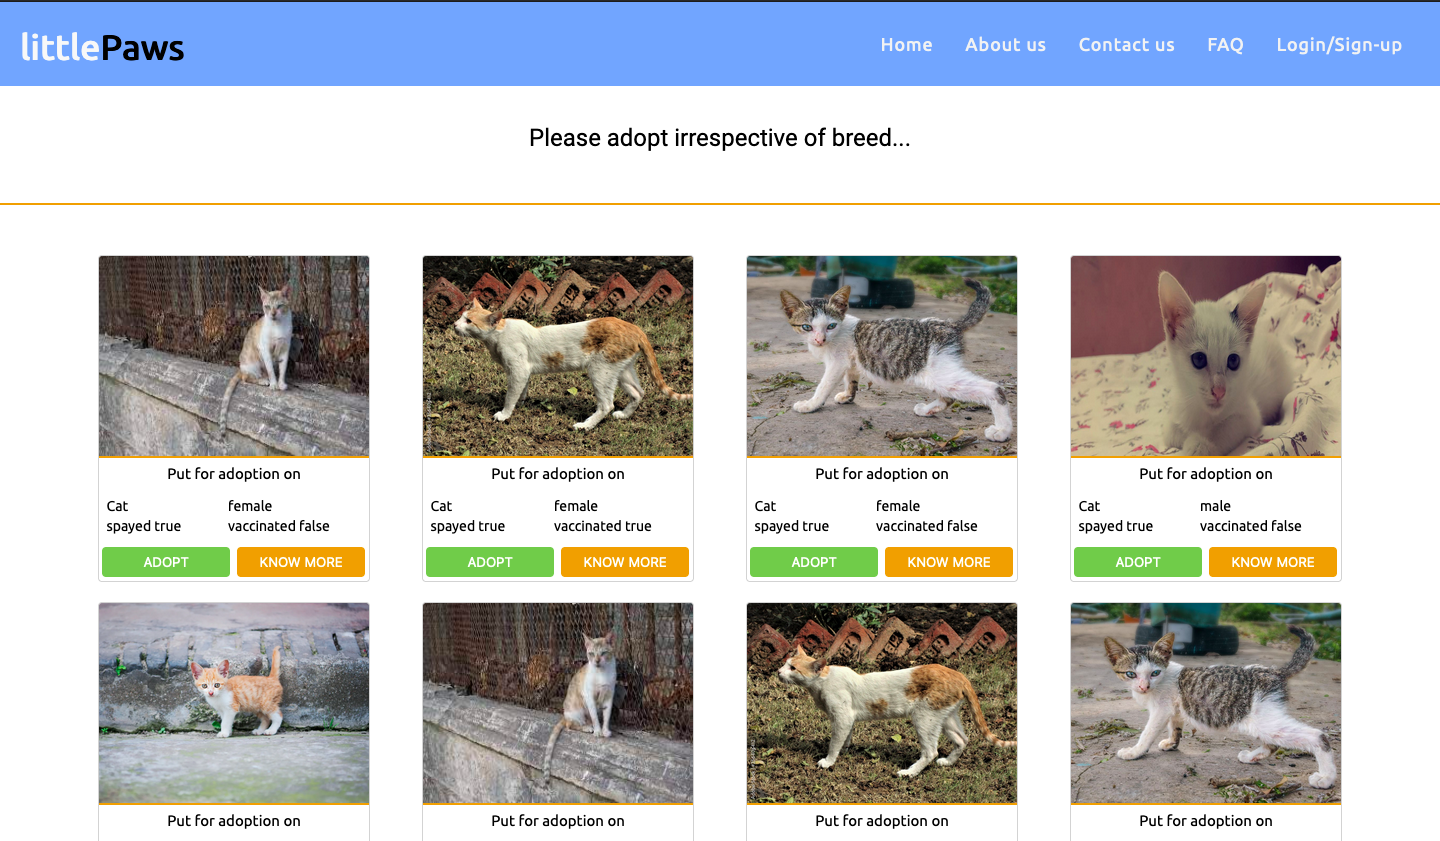 littlePaws
Home About us Contact us FAQ Login/Sign-up
Please adopt irrespective of breed...
Put for adoption on
Cat female
spayed true vaccinated false
ADOPT KNOW MORE
Put for adoption on
Cat female
spayed true vaccinated true
ADOPT KNOW MORE
Put for adoption on
Cat female
spayed true vaccinated false
ADOPT KNOW MORE
Put for adoption on
Cat male
spayed true vaccinated false
ADOPT KNOW MORE
Put for adoption on
Put for adoption on
Put for adoption on
Put for adoption on